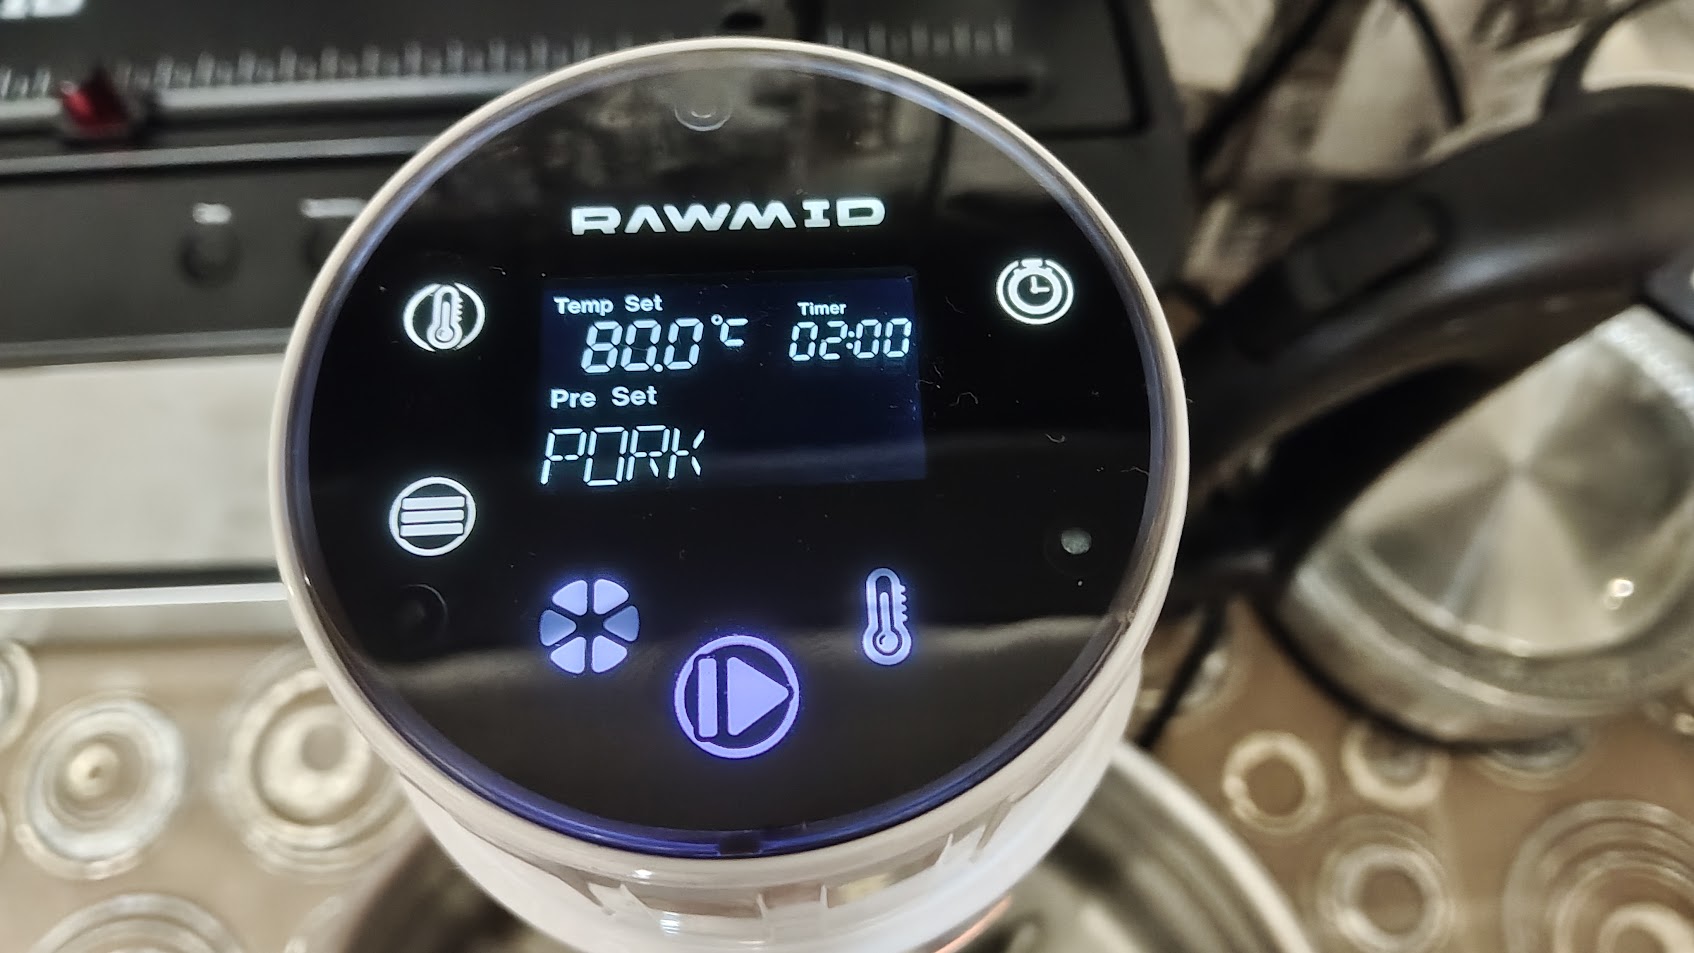 RAWMID
Temp Set
Timer
80.0°C
02:00
Pre Set
PORK